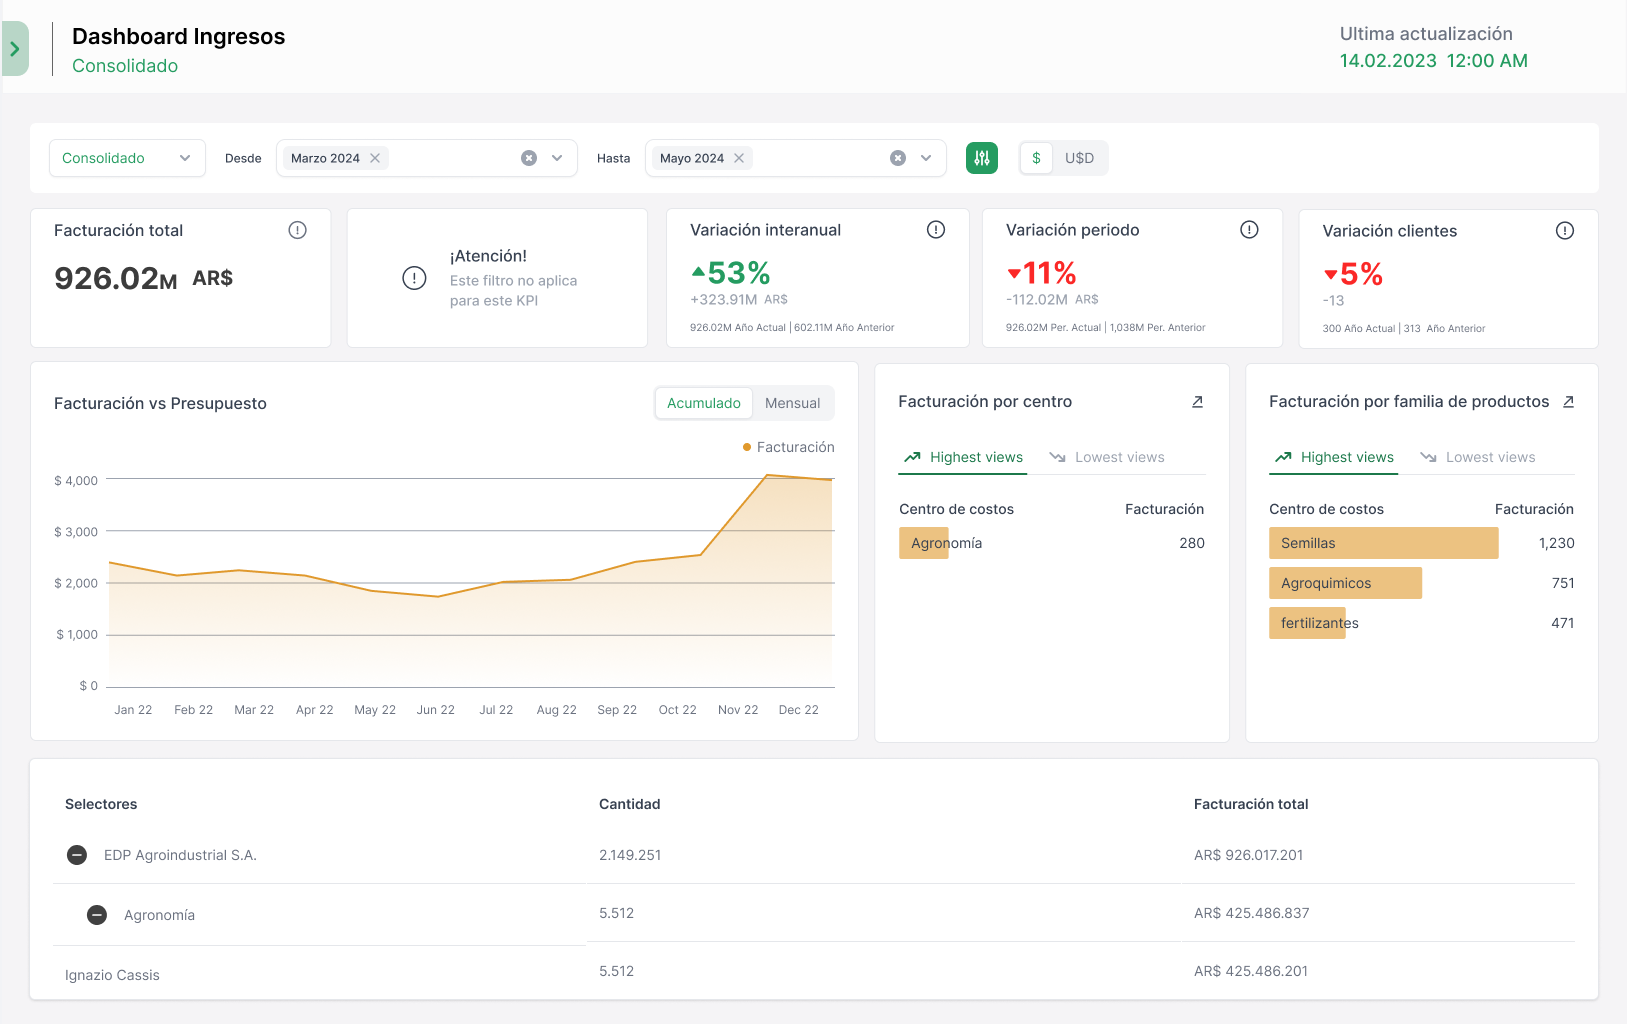 Dashboard Ingresos
Consolidado
Ultima actualización
14.02.2023 12:00 AM
Consolidado
Desde
Marzo 2024
Hasta
Mayo 2024
$
U$D
Facturación total
926.02M AR$
¡Atención!
Este filtro no aplica
para este KPI
Variación interanual
53%
+323.91M AR$
926.02M Año Actual | 602.11M Año Anterior
Variación periodo
11%
-112.02M AR$
926.02M Per. Actual | 1,038M Per. Anterior
Variación clientes
5%
-13
300 Año Actual | 313 Año Anterior
Facturación vs Presupuesto
Acumulado
Mensual
Facturación
$ 4,000
$ 3,000
$ 2,000
$ 1,000
$ 0
Jan 22
Feb 22
Mar 22
Apr 22
May 22
Jun 22
Jul 22
Aug 22
Sep 22
Oct 22
Nov 22
Dec 22
Facturación por centro
Highest views
Lowest views
Centro de costos
Facturación
Agronomía
280
Facturación por familia de productos
Highest views
Lowest views
Centro de costos
Facturación
Semillas
1,230
Agroquimicos
751
fertilizantes
471
Selectores
Cantidad
Facturación total
EDP Agroindustrial S.A.
2.149.251
AR$ 926.017.201
Agronomía
5.512
AR$ 425.486.837
Ignazio Cassis
5.512
AR$ 425.486.201